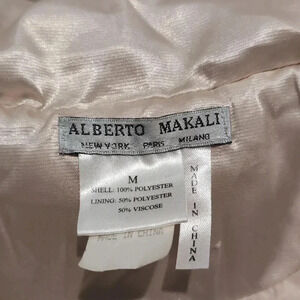 ALBERTO MAKALI
NEW YORK PARIS MILANO
M
SHELL: 100% POLYESTER
LINING: 50% POLYESTER
50% VISCOSE
MADE IN CHINA
MADE IN CHINA